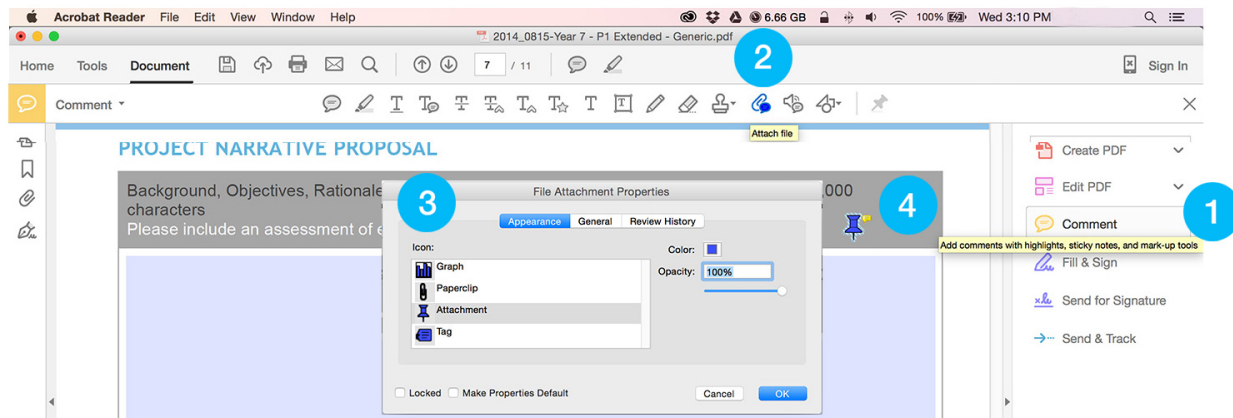 Acrobat Reader File Edit View Window Help 6.66 GB 100% Wed 3:10 PM
2014_0815-Year 7 - P1 Extended - Generic.pdf
2
Home Tools Document 7 / 11 Sign In
Comment
Attach file
PROJECT NARRATIVE PROPOSAL
Background, Objectives, Rationale
,000
characters
Please include an assessment of e
3
File Attachment Properties
4
Appearance General Review History
Icon:
Graph
Paperclip
Attachment
Tag
Color:
Opacity: 100%
Locked Make Properties Default Cancel OK
Create PDF
Edit PDF
Comment
1
Add comments with highlights, sticky notes, and mark-up tools
Fill & Sign
Send for Signature
Send & Track